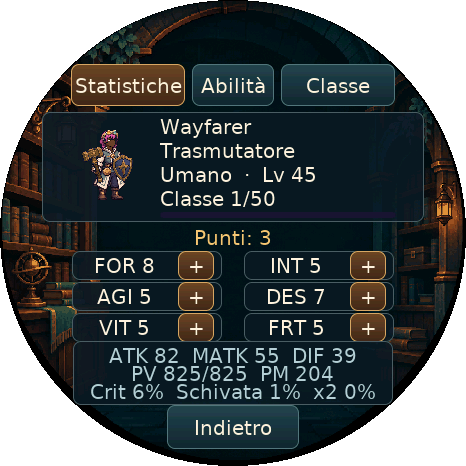 Statistiche Abilità Classe
Wayfarer
Trasmutatore
Umano · Lv 45
Classe 1/50
Punti: 3
FOR 8 + INT 5 +
AGI 5 + DES 7 +
VIT 5 + FRT 5 +
ATK 82 MATK 55 DIF 39
PV 825/825 PM 204
Crit 6% Schivata 1% x2 0%
Indietro